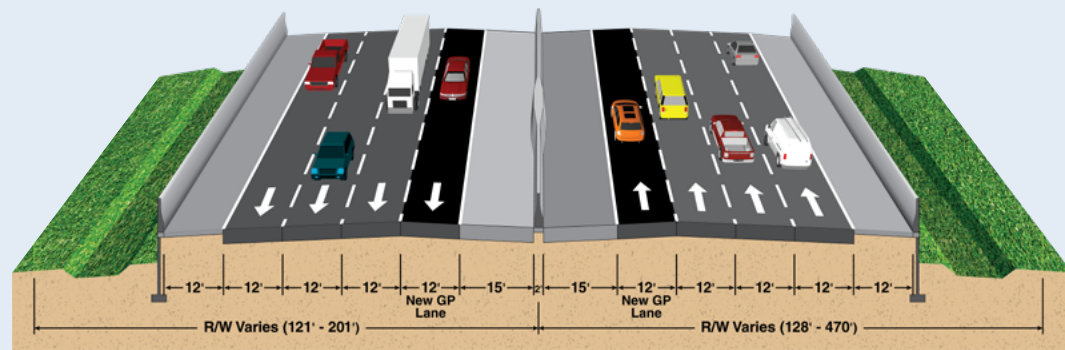 12' 12' 12' 12' 12' 15' 2' 15' 12' 12' 12' 12' 12'
New GP
Lane
New GP
Lane
R/W Varies (121' - 201')
R/W Varies (128' - 470')